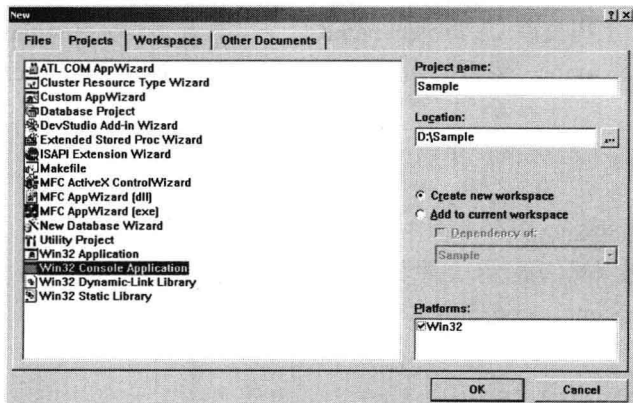 New
Files
Projects
Workspaces
Other Documents
ATL COM AppWizard
Cluster Resource Type Wizard
Custom AppWizard
Database Project
DevStudio Add-in Wizard
Extended Stored Proc Wizard
ISAPI Extension Wizard
Makefile
MFC ActiveX ControlWizard
MFC AppWizard [dll]
MFC AppWizard [exe]
New Database Wizard
Utility Project
Win32 Application
Win32 Console Application
Win32 Dynamic-Link Library
Win32 Static Library
Project name:
Sample
Location:
D:\Sample
...
Create new workspace
Add to current workspace
Dependency of:
Sample
Platforms:
Win32
OK
Cancel